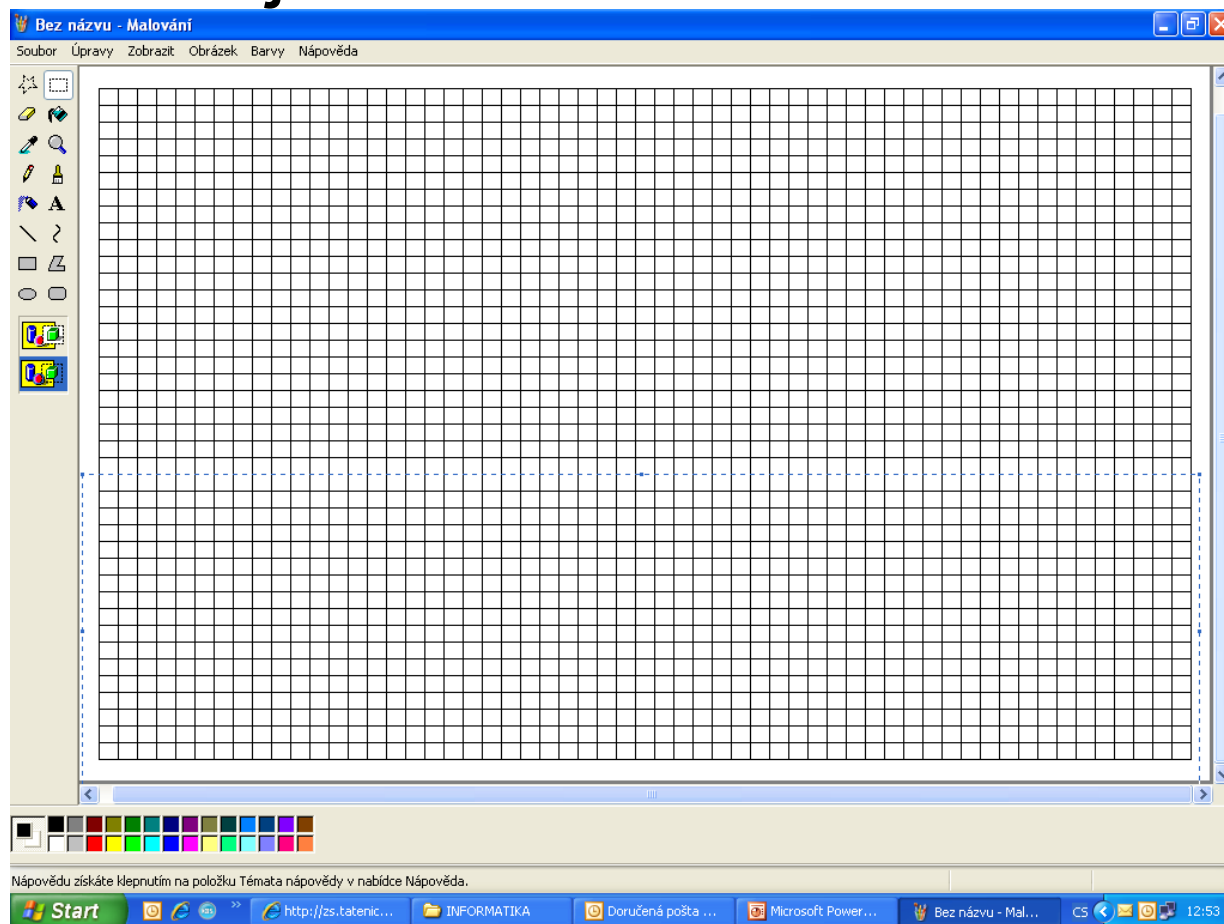 Bez názvu - Malování
Soubor Úpravy Zobrazit Obrázek Barvy Nápověda
A
Nápovědu získáte klepnutím na položku Témata nápovědy v nabídce Nápověda.
Start » http://zs.tatenic... INFORMATIKA Doručená pošta ... Microsoft Power... Bez názvu - Mal... CS 12:53